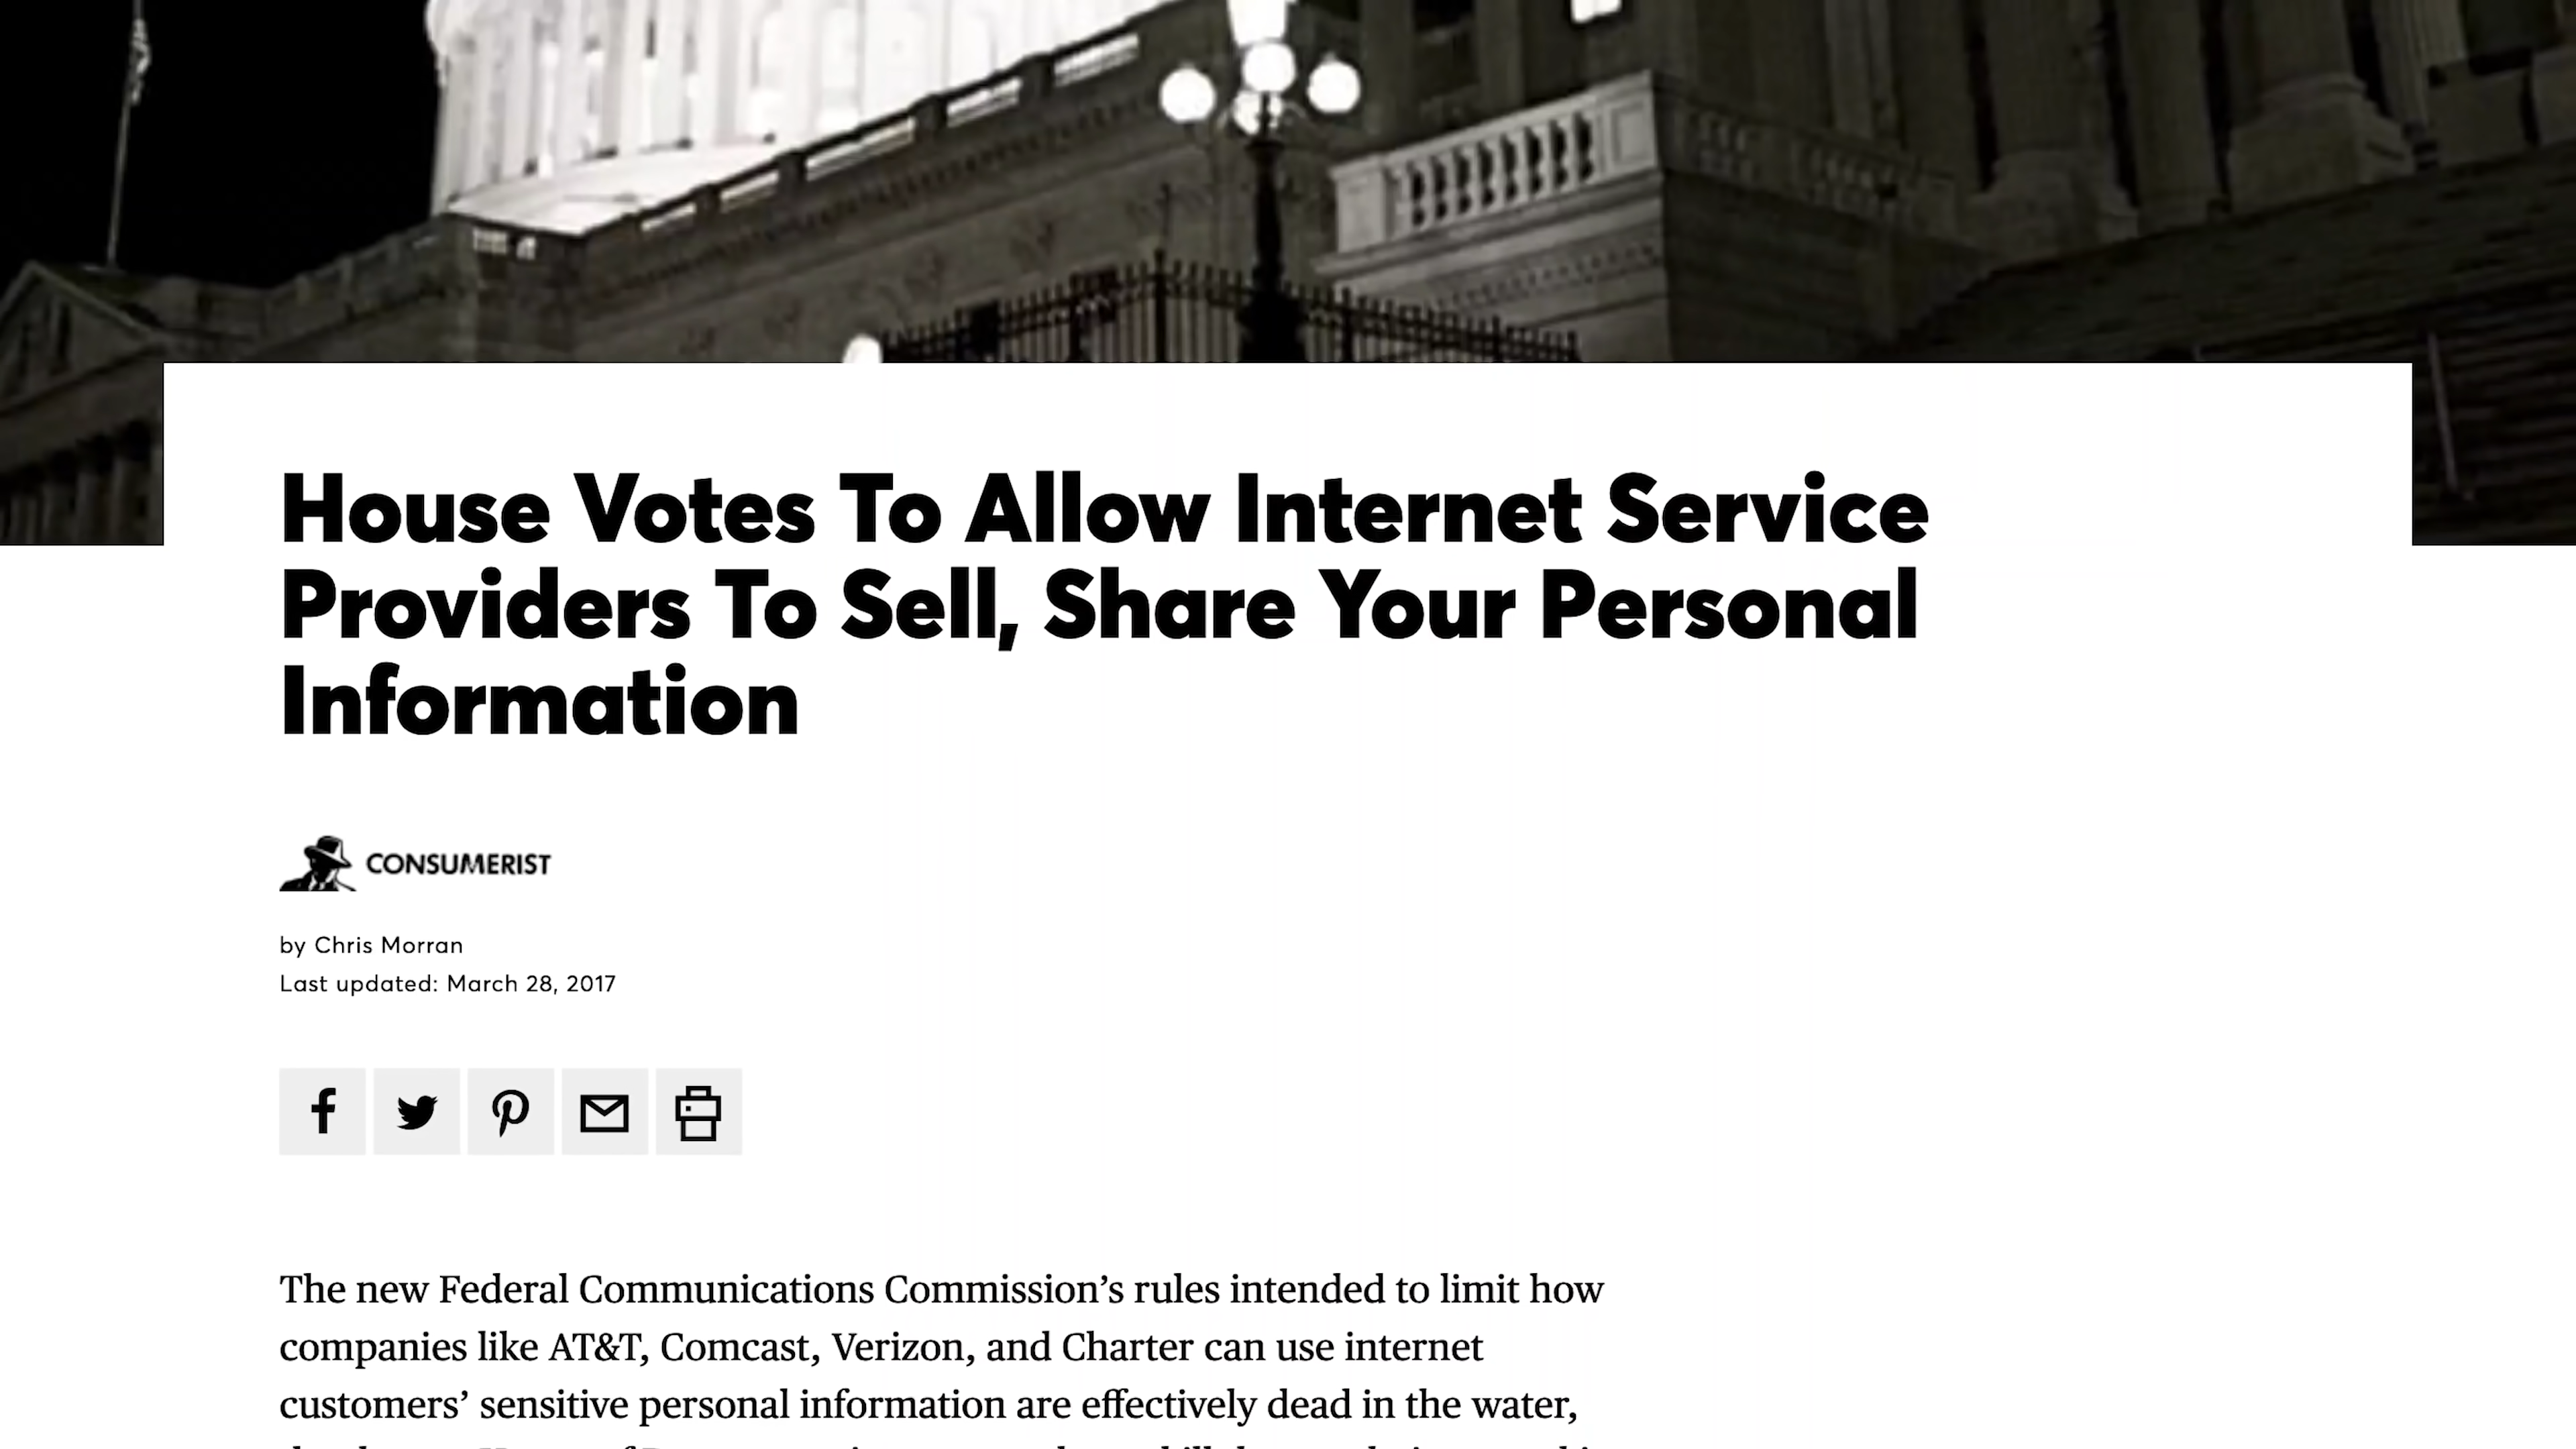 House Votes To Allow Internet Service
Providers To Sell, Share Your Personal
Information
CONSUMERIST
by Chris Morran
Last updated: March 28, 2017
The new Federal Communications Commission’s rules intended to limit how
companies like AT&T, Comcast, Verizon, and Charter can use internet
customers’ sensitive personal information are effectively dead in the water,